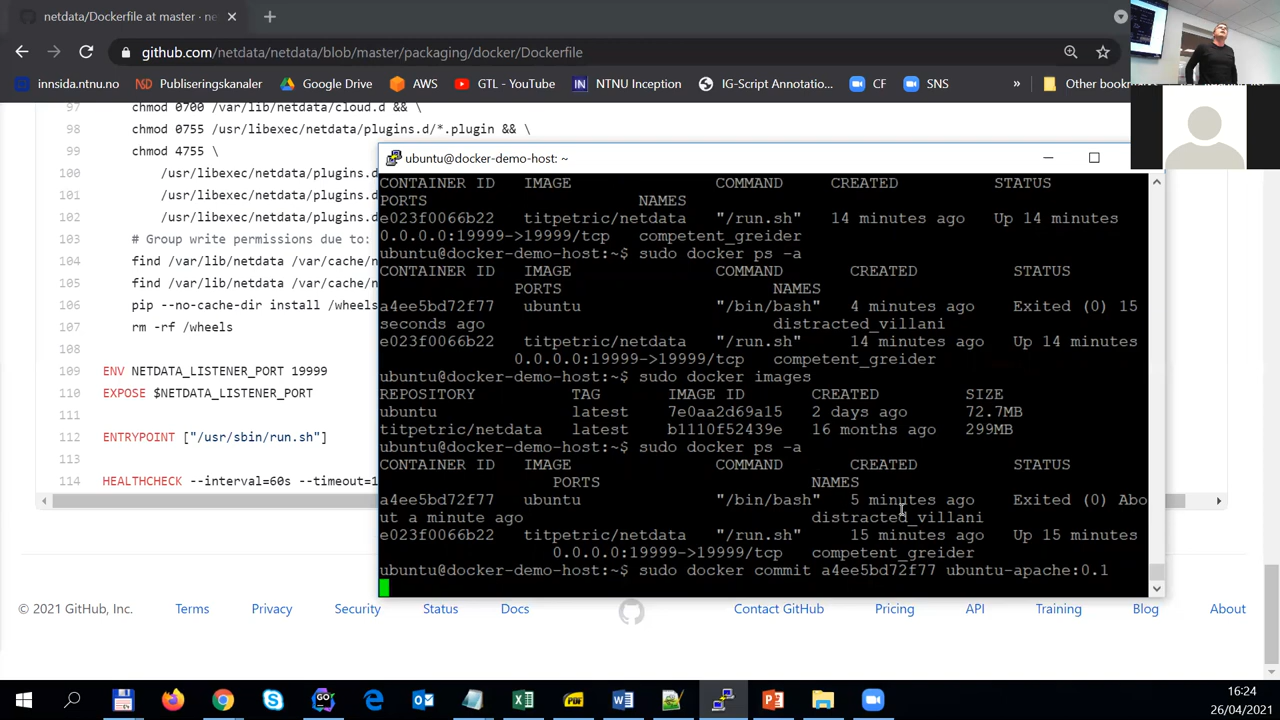 netdata/Dockerfile at master · n
github.com/netdata/netdata/blob/master/packaging/docker/Dockerfile
innsida.ntnu.no
Publiseringskanaler
Google Drive
AWS
iTL - YouTube
NTNU Inception
IG-Script Annotatio...
CF
SNS
»
Other bookm
97 chmod 0700 /var/lib/netdata/cloud.d && \
98 chmod 0755 /usr/libexec/netdata/plugins.d/*.plugin && \
99 chmod 4755 \
100 /usr/libexec/netdata/plugins.d
101 /usr/libexec/netdata/plugins.d
102 /usr/libexec/netdata/plugins.d
103 # Group write permissions due to:
104 find /var/lib/netdata /var/cache/
105 find /var/lib/netdata /var/cache/
106 pip --no-cache-dir install /wheels
107 rm -rf /wheels
108
109 ENV NETDATA_LISTENER_PORT 19999
110 EXPOSE $NETDATA_LISTENER_PORT
111
112 ENTRYPOINT ["/usr/sbin/run.sh"]
113
114 HEALTHCHECK --interval=60s --timeout=1
ubuntu@docker-demo-host: ~
CONTAINER ID IMAGE COMMAND CREATED STATUS
PORTS NAMES
e023f0066b22 titpetric/netdata "/run.sh" 14 minutes ago Up 14 minutes
0.0.0.0:19999->19999/tcp competent_greider
ubuntu@docker-demo-host:~$ sudo docker ps -a
CONTAINER ID IMAGE COMMAND CREATED STATUS
PORTS NAMES
a4ee5bd72f77 ubuntu "/bin/bash" 4 minutes ago Exited (0) 15
seconds ago distracted_villani
e023f0066b22 titpetric/netdata "/run.sh" 14 minutes ago Up 14 minutes
0.0.0.0:19999->19999/tcp competent_greider
ubuntu@docker-demo-host:~$ sudo docker images
REPOSITORY TAG IMAGE ID CREATED SIZE
ubuntu latest 7e0aa2d69a15 2 days ago 72.7MB
titpetric/netdata latest b1110f52439e 16 months ago 299MB
ubuntu@docker-demo-host:~$ sudo docker ps -a
CONTAINER ID IMAGE COMMAND CREATED STATUS
PORTS NAMES
a4ee5bd72f77 ubuntu "/bin/bash" 5 minutes ago Exited (0) Abo
ut a minute ago distracted_villani
e023f0066b22 titpetric/netdata "/run.sh" 15 minutes ago Up 15 minutes
0.0.0.0:19999->19999/tcp competent_greider
ubuntu@docker-demo-host:~$ sudo docker commit a4ee5bd72f77 ubuntu-apache:0.1
© 2021 GitHub, Inc. Terms Privacy Security Status Docs Contact GitHub Pricing API Training Blog About
16:24
26/04/2021